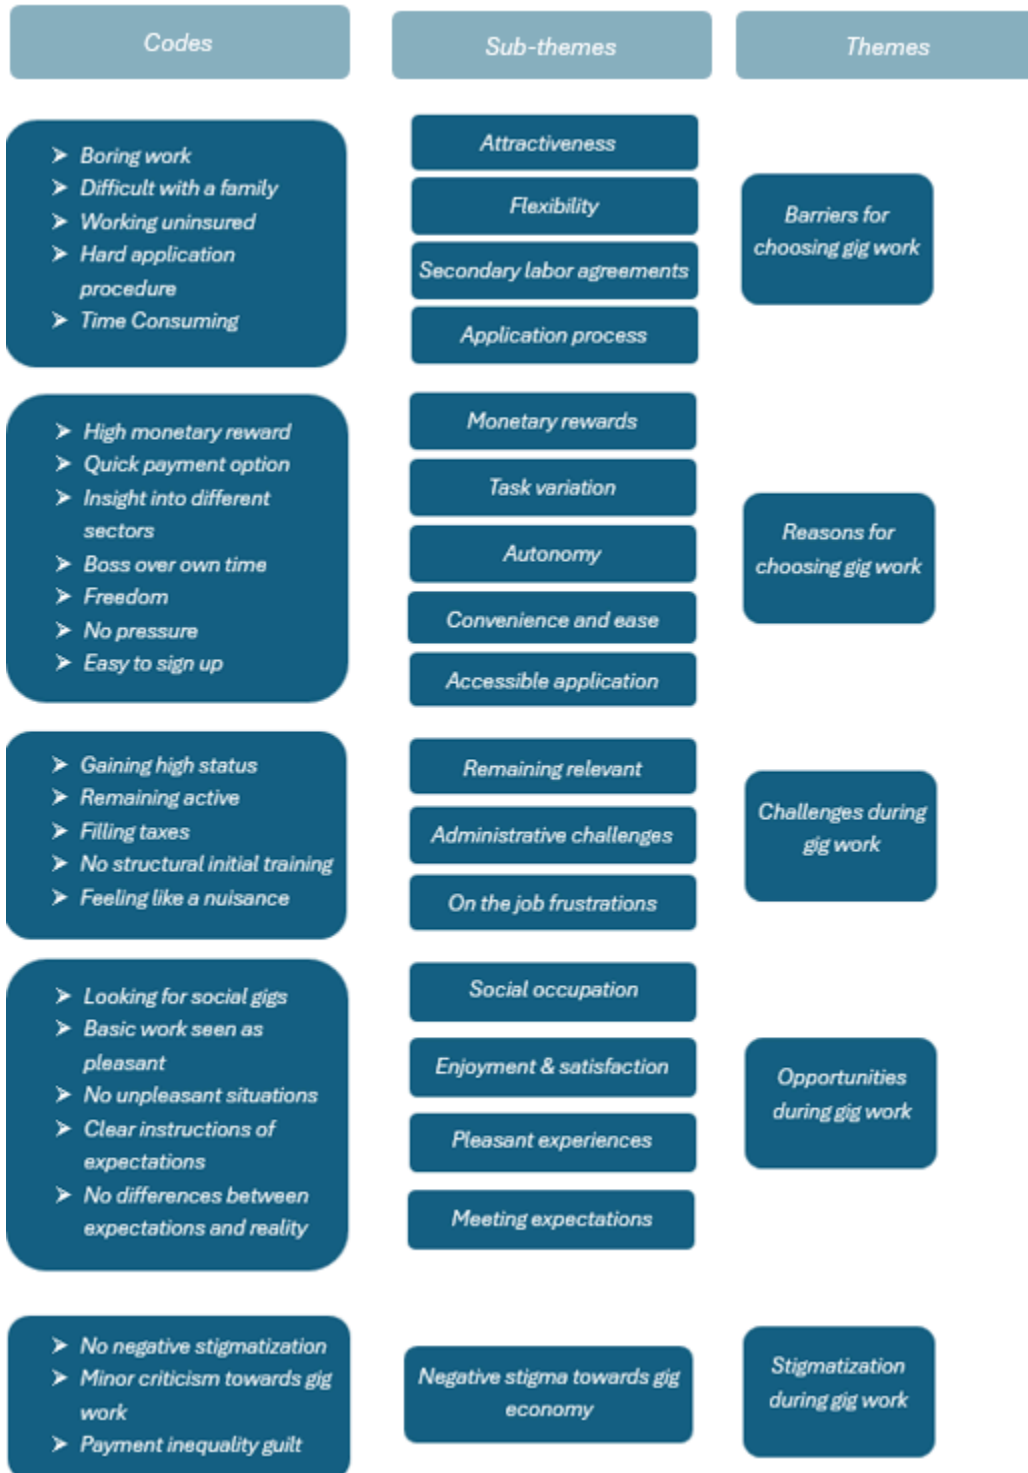 Codes
Sub-themes
Themes
➤ Boring work
➤ Difficult with a family
➤ Working uninsured
➤ Hard application
procedure
➤ Time Consuming
Attractiveness
Flexibility
Secondary labor agreements
Application process
Barriers for
choosing gig work
➤ High monetary reward
➤ Quick payment option
➤ Insight into different
sectors
➤ Boss over own time
➤ Freedom
➤ No pressure
➤ Easy to sign up
Monetary rewards
Task variation
Autonomy
Convenience and ease
Accessible application
Reasons for
choosing gig work
➤ Gaining high status
➤ Remaining active
➤ Filling taxes
➤ No structural initial training
➤ Feeling like a nuisance
Remaining relevant
Administrative challenges
On the job frustrations
Challenges during
gig work
➤ Looking for social gigs
➤ Basic work seen as
pleasant
➤ No unpleasant situations
➤ Clear instructions of
expectations
➤ No differences between
expectations and reality
Social occupation
Enjoyment & satisfaction
Pleasant experiences
Meeting expectations
Opportunities
during gig work
➤ No negative stigmatization
➤ Minor criticism towards gig
work
➤ Payment inequality guilt
Negative stigma towards gig
economy
Stigmatization
during gig work